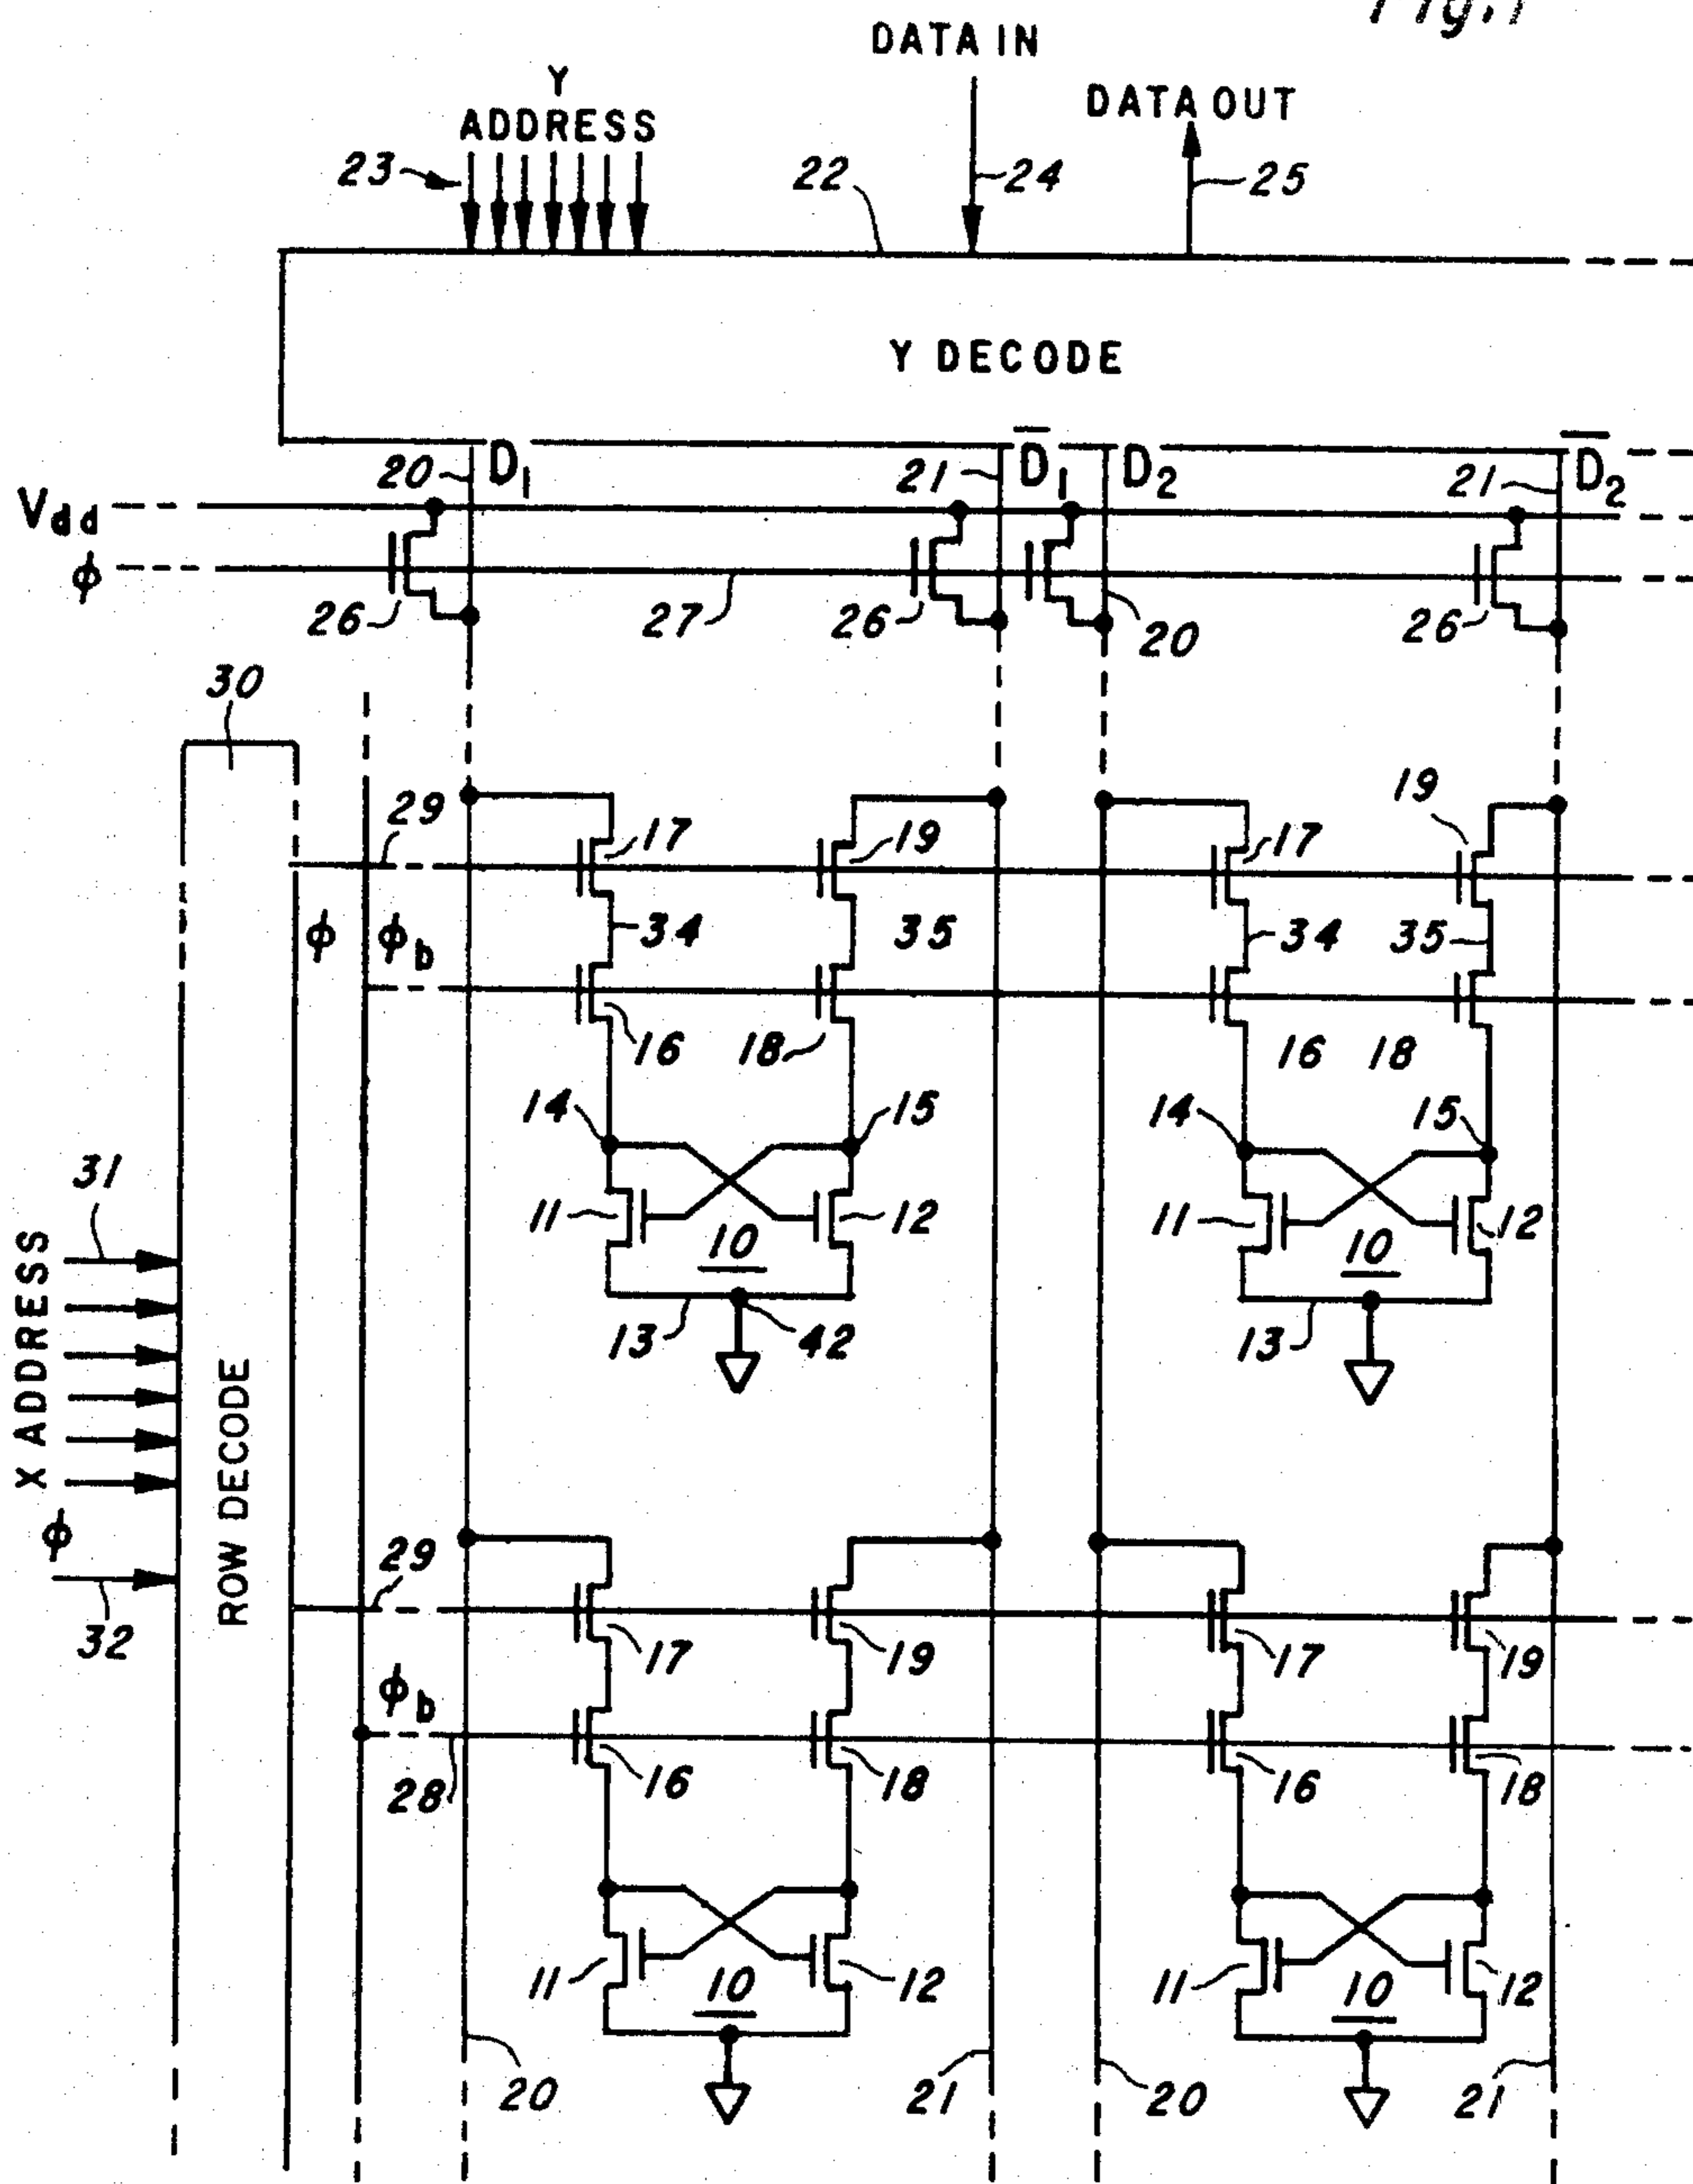 Fig.1
DATA IN
Y
ADDRESS
DATA OUT
23
22
24
25
Y DECODE
20 D1 21 D̅1 D2 21 D̅2
Vdd
ϕ
26 27 26 20 26
30
29 17 19 17 19
ϕ ϕb 34 35 34 35
16 18 16 18
14 15 14 15
31
11 10 12 11 10 12
13 42 13
X ADDRESS
ROW DECODE
ϕ
32
29
17 19 17 19
ϕb
28 16 18 16 18
11 10 12 11 10 12
20 21 20 21